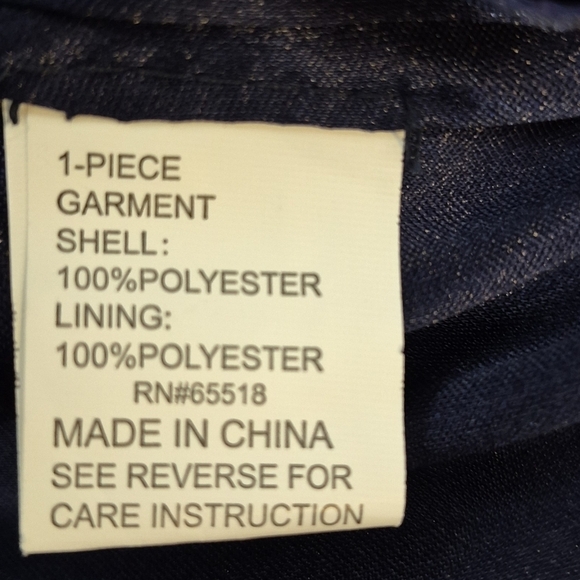 1-PIECE
GARMENT
SHELL:
100%POLYESTER
LINING:
100%POLYESTER
RN#65518
MADE IN CHINA
SEE REVERSE FOR
CARE INSTRUCTION